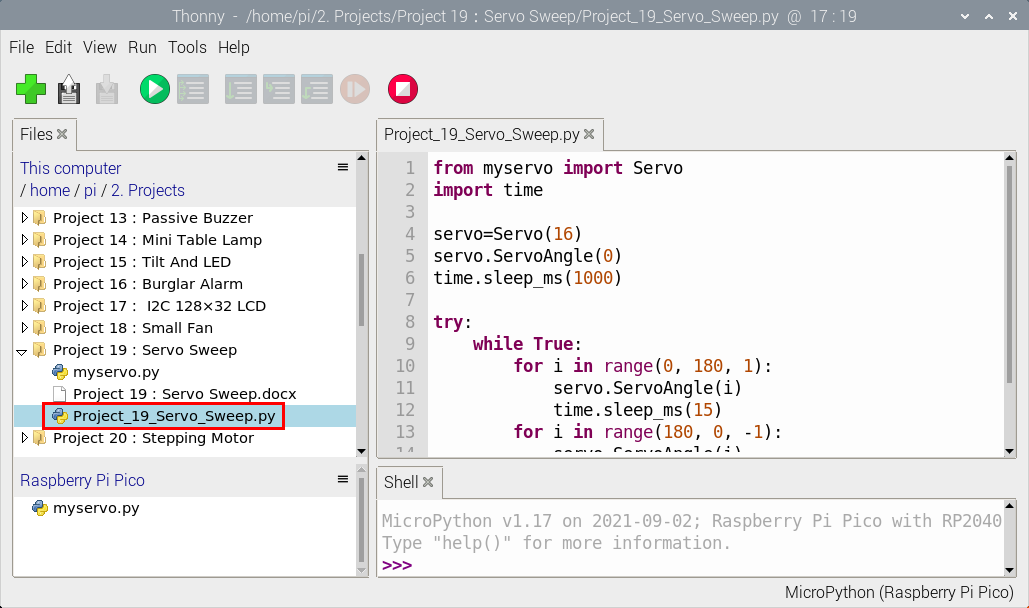 Thonny - /home/pi/2. Projects/Project 19 : Servo Sweep/Project_19_Servo_Sweep.py @ 17 : 19
File Edit View Run Tools Help
Files
This computer
/ home / pi / 2. Projects
Project 13 : Passive Buzzer
Project 14 : Mini Table Lamp
Project 15 : Tilt And LED
Project 16 : Burglar Alarm
Project 17 : I2C 128×32 LCD
Project 18 : Small Fan
Project 19 : Servo Sweep
myservo.py
Project 19 : Servo Sweep.docx
Project_19_Servo_Sweep.py
Project 20 : Stepping Motor
Raspberry Pi Pico
myservo.py
Project_19_Servo_Sweep.py
1 from myservo import Servo
2 import time
3
4 servo=Servo(16)
5 servo.ServoAngle(0)
6 time.sleep_ms(1000)
7
8 try:
9 while True:
10 for i in range(0, 180, 1):
11 servo.ServoAngle(i)
12 time.sleep_ms(15)
13 for i in range(180, 0, -1):
14 servo.ServoAngle(i)
Shell
MicroPython v1.17 on 2021-09-02; Raspberry Pi Pico with RP2040
Type "help()" for more information.
>>>
MicroPython (Raspberry Pi Pico)